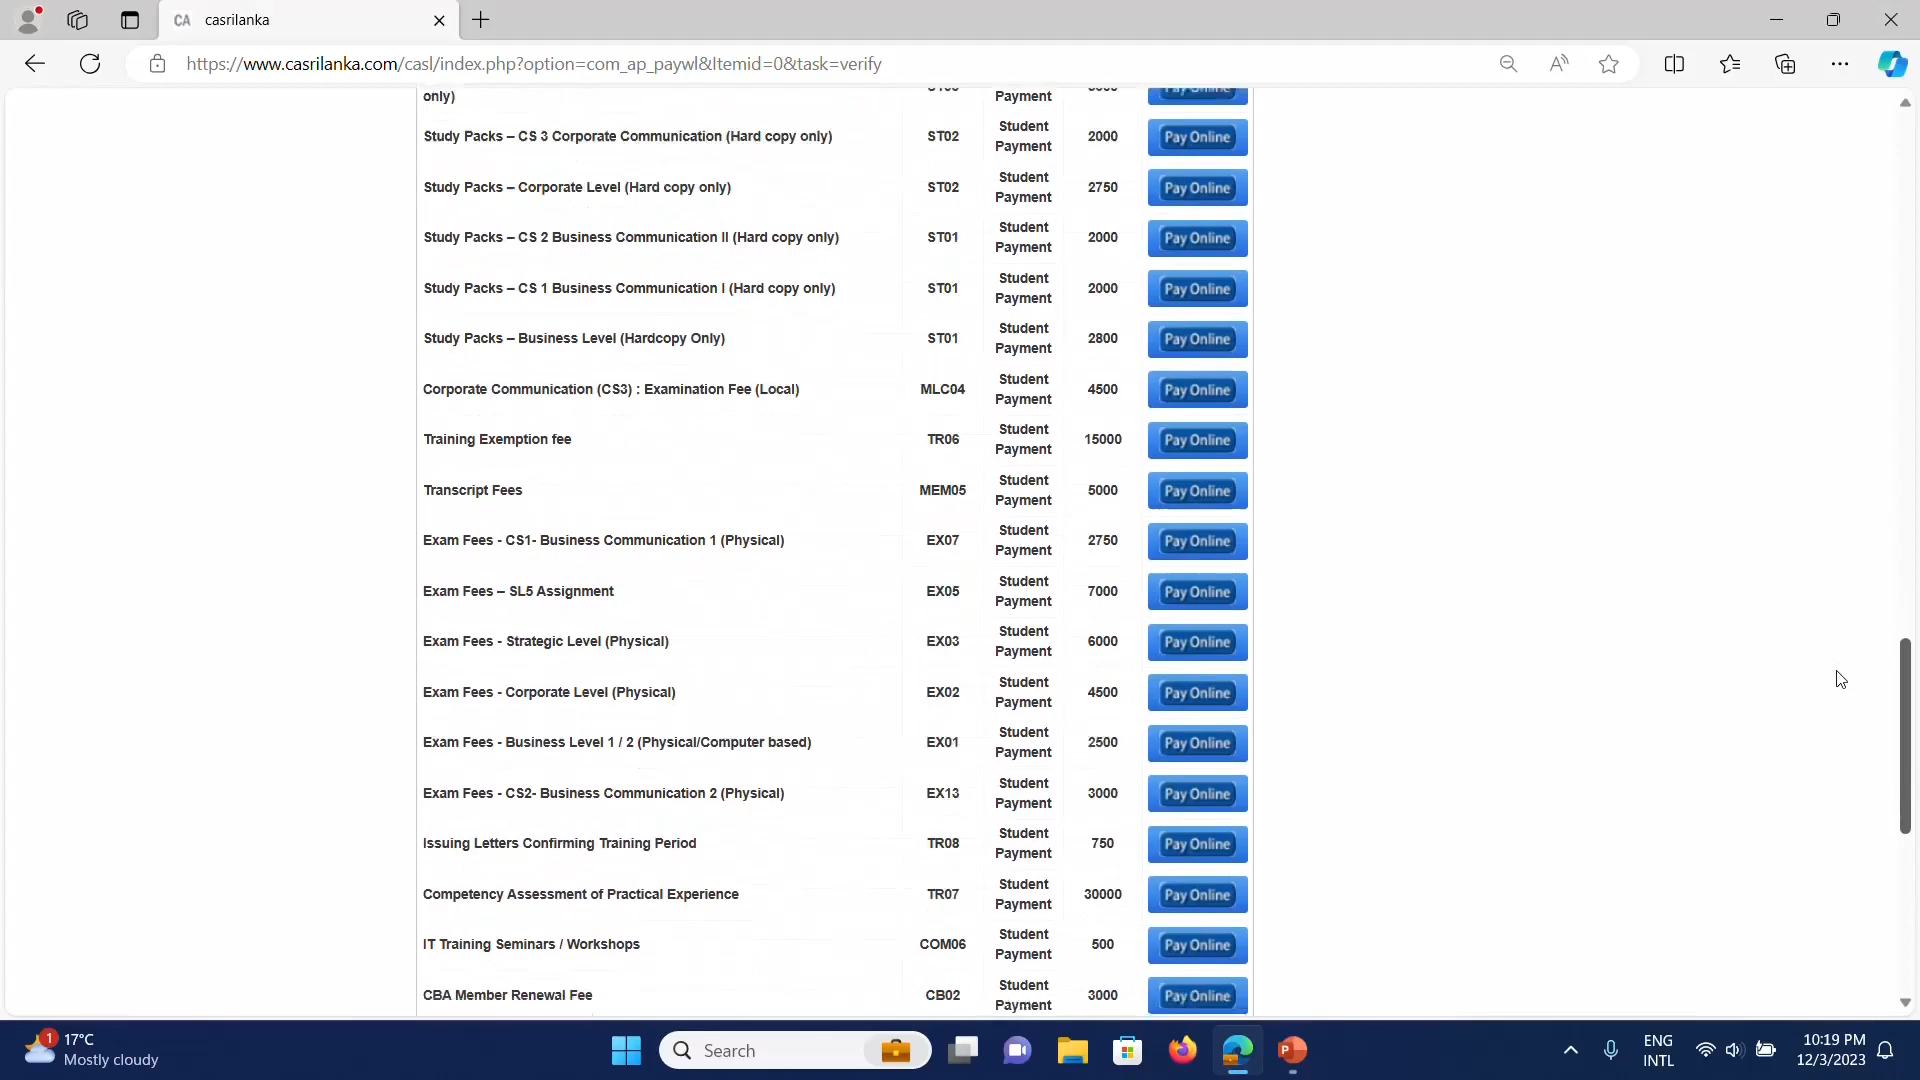 CA casrilanka
https://www.casrilanka.com/casl/index.php?option=com_ap_paywl&Itemid=0&task=verify
only) Payment Pay Online
Study Packs – CS 3 Corporate Communication (Hard copy only) ST02 Student Payment 2000 Pay Online
Study Packs – Corporate Level (Hard copy only) ST02 Student Payment 2750 Pay Online
Study Packs – CS 2 Business Communication II (Hard copy only) ST01 Student Payment 2000 Pay Online
Study Packs – CS 1 Business Communication I (Hard copy only) ST01 Student Payment 2000 Pay Online
Study Packs – Business Level (Hardcopy Only) ST01 Student Payment 2800 Pay Online
Corporate Communication (CS3) : Examination Fee (Local) MLC04 Student Payment 4500 Pay Online
Training Exemption fee TR06 Student Payment 15000 Pay Online
Transcript Fees MEM05 Student Payment 5000 Pay Online
Exam Fees - CS1- Business Communication 1 (Physical) EX07 Student Payment 2750 Pay Online
Exam Fees – SL5 Assignment EX05 Student Payment 7000 Pay Online
Exam Fees - Strategic Level (Physical) EX03 Student Payment 6000 Pay Online
Exam Fees - Corporate Level (Physical) EX02 Student Payment 4500 Pay Online
Exam Fees - Business Level 1 / 2 (Physical/Computer based) EX01 Student Payment 2500 Pay Online
Exam Fees - CS2- Business Communication 2 (Physical) EX13 Student Payment 3000 Pay Online
Issuing Letters Confirming Training Period TR08 Student Payment 750 Pay Online
Competency Assessment of Practical Experience TR07 Student Payment 30000 Pay Online
IT Training Seminars / Workshops COM06 Student Payment 500 Pay Online
CBA Member Renewal Fee CB02 Student Payment 3000 Pay Online
1 17°C
Mostly cloudy
Search
ENG
INTL
10:19 PM
12/3/2023